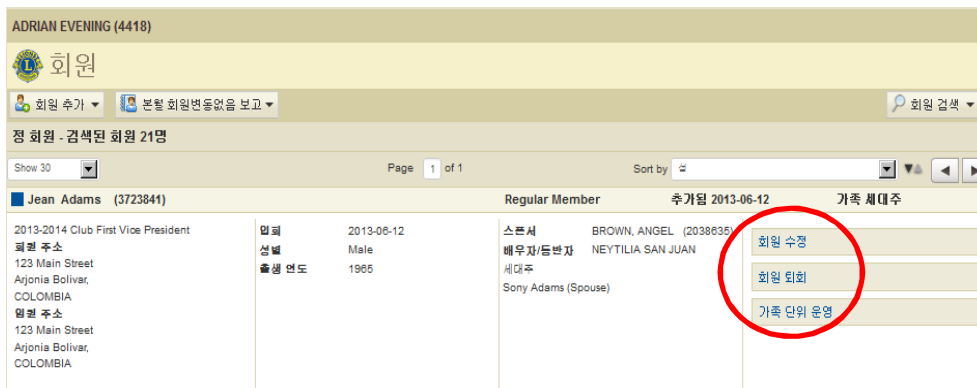 ADRIAN EVENING (4418)
회원
회원 추가 본월 회원변동없음 보고 회원 검색
정 회원 - 검색된 회원 21명
Show 30 Page 1 of 1 Sort by 성
Jean Adams (3723841) Regular Member 추가됨 2013-06-12 가족 세대주
2013-2014 Club First Vice President
회원 주소
123 Main Street
Arjonia Bolivar,
COLOMBIA
임원 주소
123 Main Street
Arjonia Bolivar,
COLOMBIA
입회 2013-06-12
성별 Male
출생 연도 1965
스폰서 BROWN, ANGEL (2038635)
배우자/동반자 NEYTILIA SAN JUAN
세대주
Sony Adams (Spouse)
회원 수정
회원 퇴회
가족 단위 운영